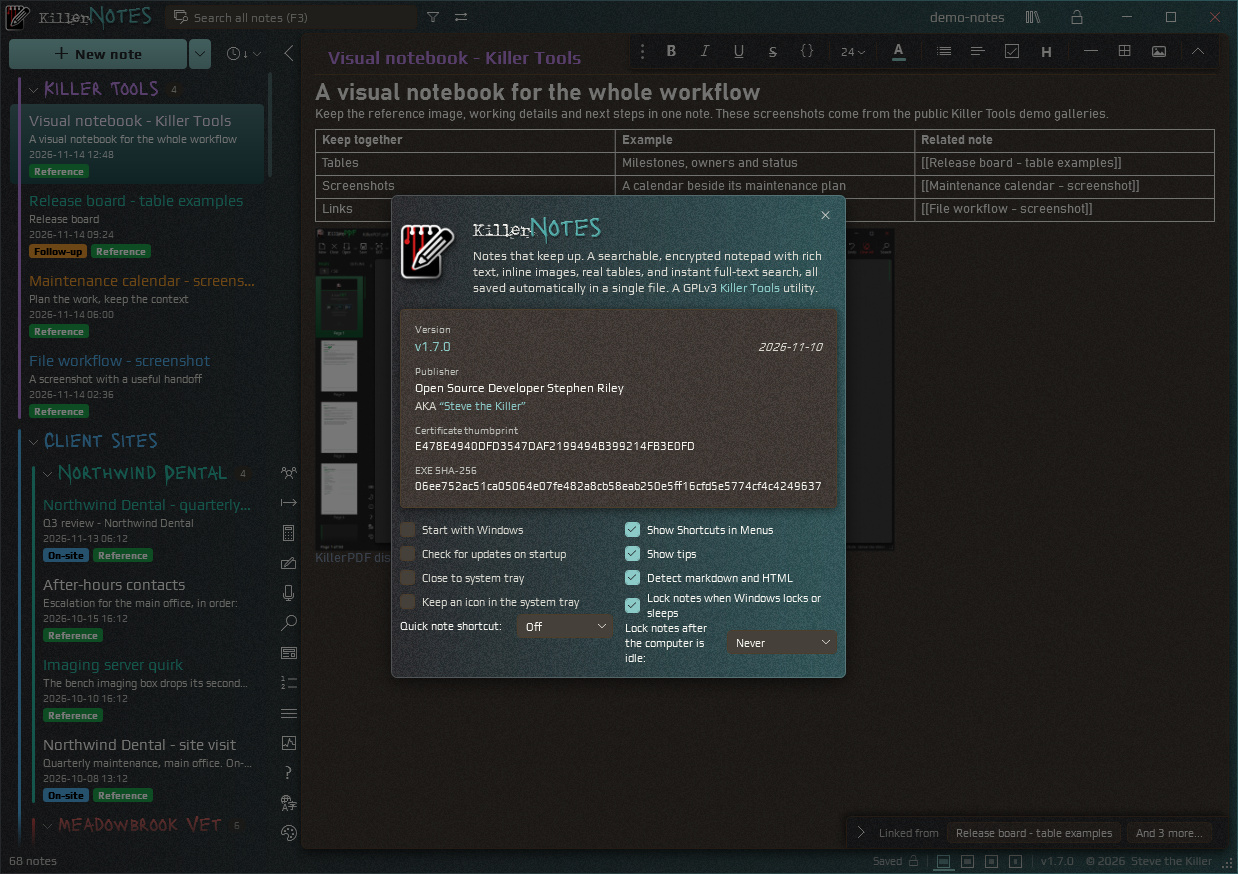 KillerNOTES
Search all notes (F3)
demo-notes
+ New note
KILLER TOOLS 4
Visual notebook - Killer Tools
A visual notebook for the whole workflow
2026-11-14 12:48
Reference
Release board - table examples
Release board
2026-11-14 09:24
Follow-up Reference
Maintenance calendar - screens...
Plan the work, keep the context
2026-11-14 06:00
Reference
File workflow - screenshot
A screenshot with a useful handoff
2026-11-14 02:36
Reference
CLIENT SITES
NORTHWIND DENTAL 4
Northwind Dental - quarterly...
Q3 review - Northwind Dental
2026-11-13 06:12
On-site Reference
After-hours contacts
Escalation for the main office, in order:
2026-10-15 16:12
Reference
Imaging server quirk
The bench imaging box drops its second...
2026-10-10 16:12
Reference
Northwind Dental - site visit
Quarterly maintenance, main office. On-...
2026-10-08 13:12
On-site Reference
MEADOWBROOK VET 6
68 notes
Visual notebook - Killer Tools
B I U S {} 24 A H
A visual notebook for the whole workflow
Keep the reference image, working details and next steps in one note. These screenshots come from the public Killer Tools demo galleries.
Keep together Example Related note
Tables Milestones, owners and status [[Release board - table examples]]
Screenshots A calendar beside its maintenance plan [[Maintenance calendar - screenshot]]
Links [[File workflow - screenshot]]
KillerPDF dis
KillerNOTES
Notes that keep up. A searchable, encrypted notepad with rich
text, inline images, real tables, and instant full-text search, all
saved automatically in a single file. A GPLv3 Killer Tools utility.
Version
v1.7.0 2026-11-10
Publisher
Open Source Developer Stephen Riley
AKA “Steve the Killer”
Certificate thumbprint
E478E4940DFD3547DAF2199494B399214FB3E0FD
EXE SHA-256
06ee752ac51ca05064e07fe482a8cb58eab250e5ff16cfd5e5774cf4c4249637
Start with Windows
Check for updates on startup
Close to system tray
Keep an icon in the system tray
Quick note shortcut: Off
Show Shortcuts in Menus
Show tips
Detect markdown and HTML
Lock notes when Windows locks or
sleeps
Lock notes after
the computer is
idle:
Never
Linked from Release board - table examples And 3 more...
Saved v1.7.0 © 2026 Steve the Killer